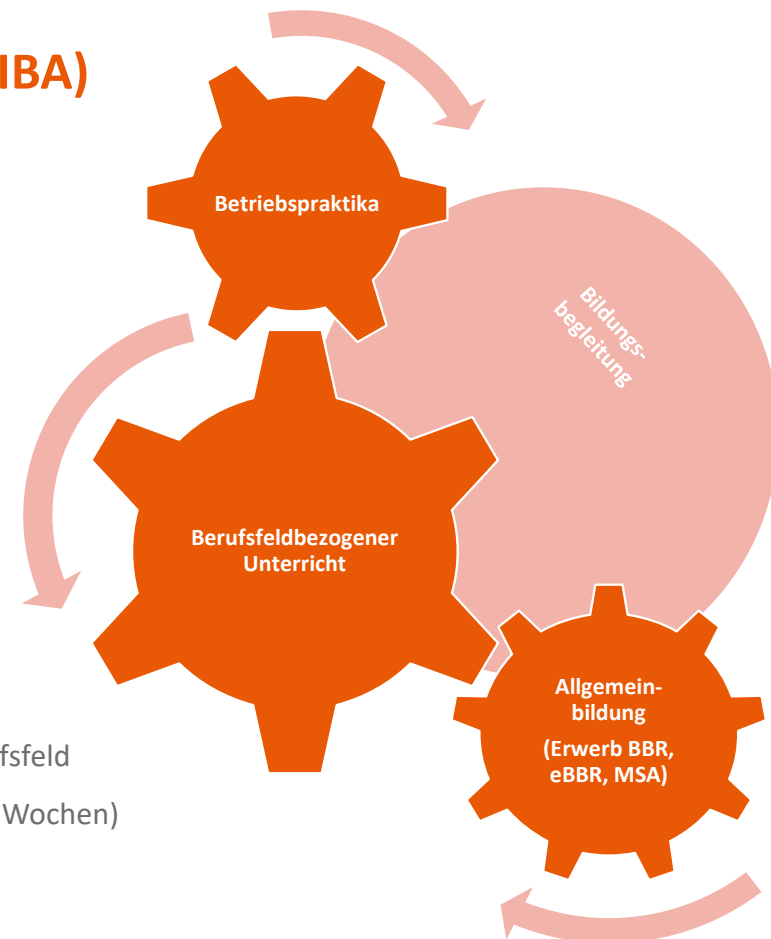 IBA)
Betriebspraktika
Bildungs-
begleitung
Berufsfeldbezogener
Unterricht
Allgemein-
bildung
(Erwerb BBR,
eBBR, MSA)
fsfeld
Wochen)